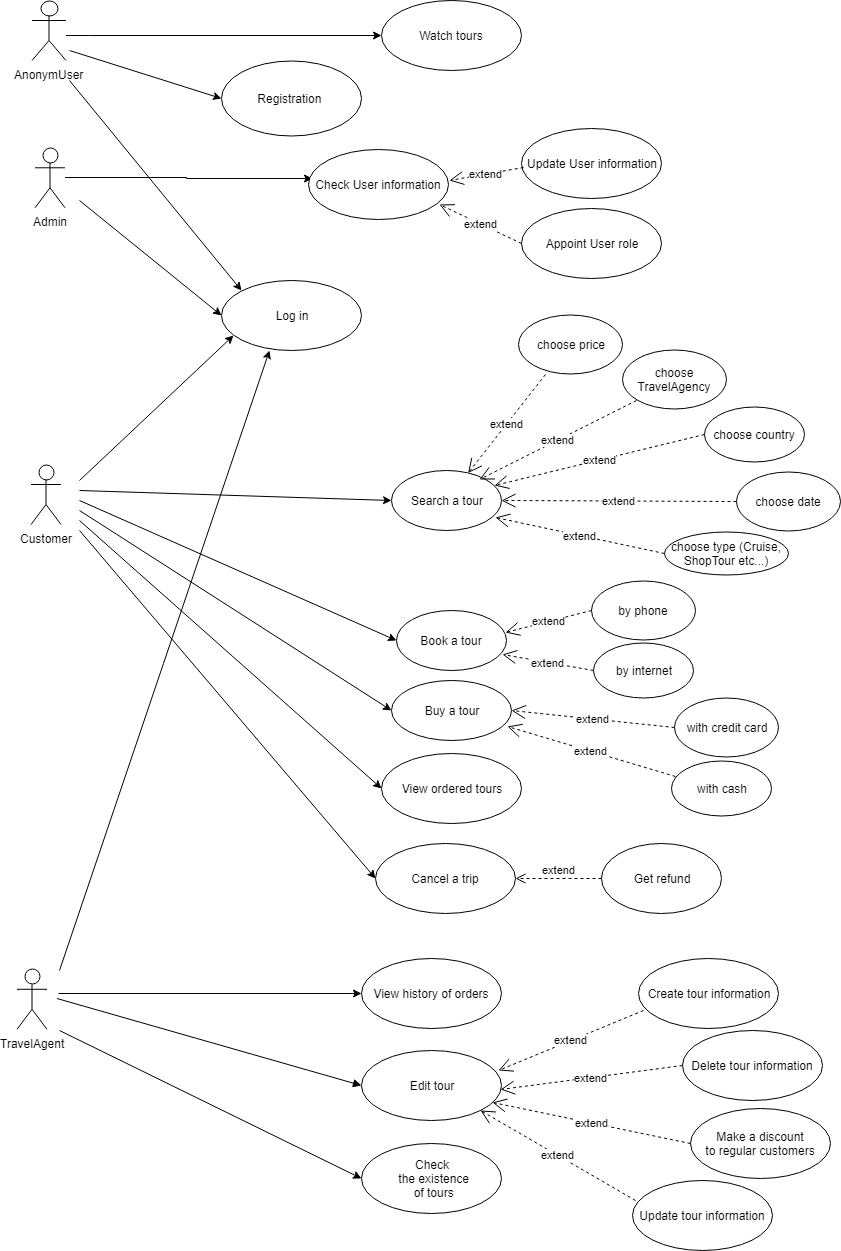 Watch tours
AnonymUser
Registration
Update User information
extend
Check User information
Admin
extend
Appoint User role
Log in
choose price
choose
TravelAgency
extend
choose country
extend
extend
Search a tour
extend
choose date
Customer
extend
choose type (Cruise,
ShopTour etc...)
by phone
extend
Book a tour
extend
by internet
Buy a tour
extend
with credit card
extend
View ordered tours
with cash
extend
Cancel a trip
Get refund
View history of orders
Create tour information
TravelAgent
extend
Delete tour information
extend
Edit tour
extend
Make a discount
to regular customers
extend
Check
the existence
of tours
Update tour information